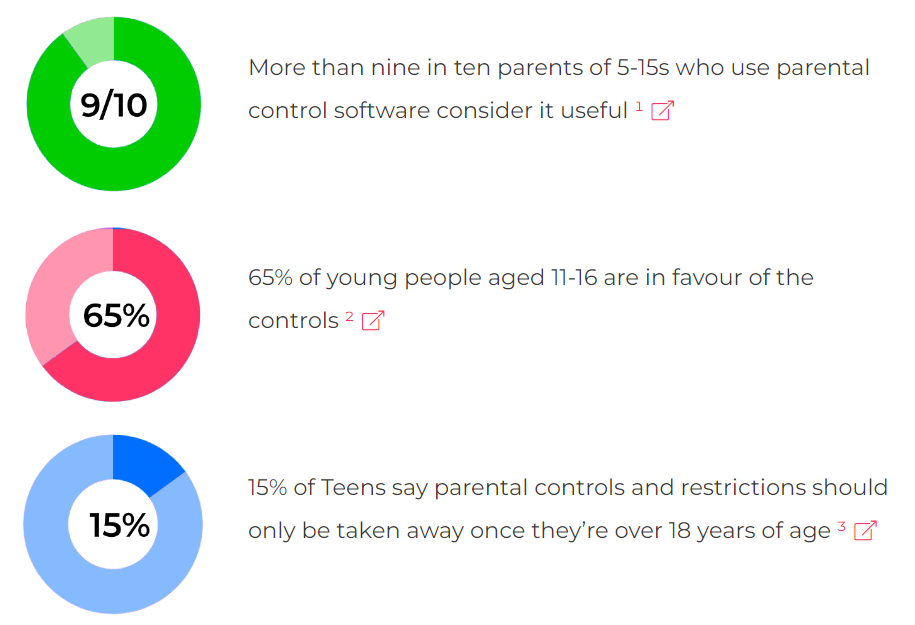 9/10
More than nine in ten parents of 5-15s who use parental
control software consider it useful 1
65%
65% of young people aged 11-16 are in favour of the
controls 2
15%
15% of Teens say parental controls and restrictions should
only be taken away once they’re over 18 years of age 3